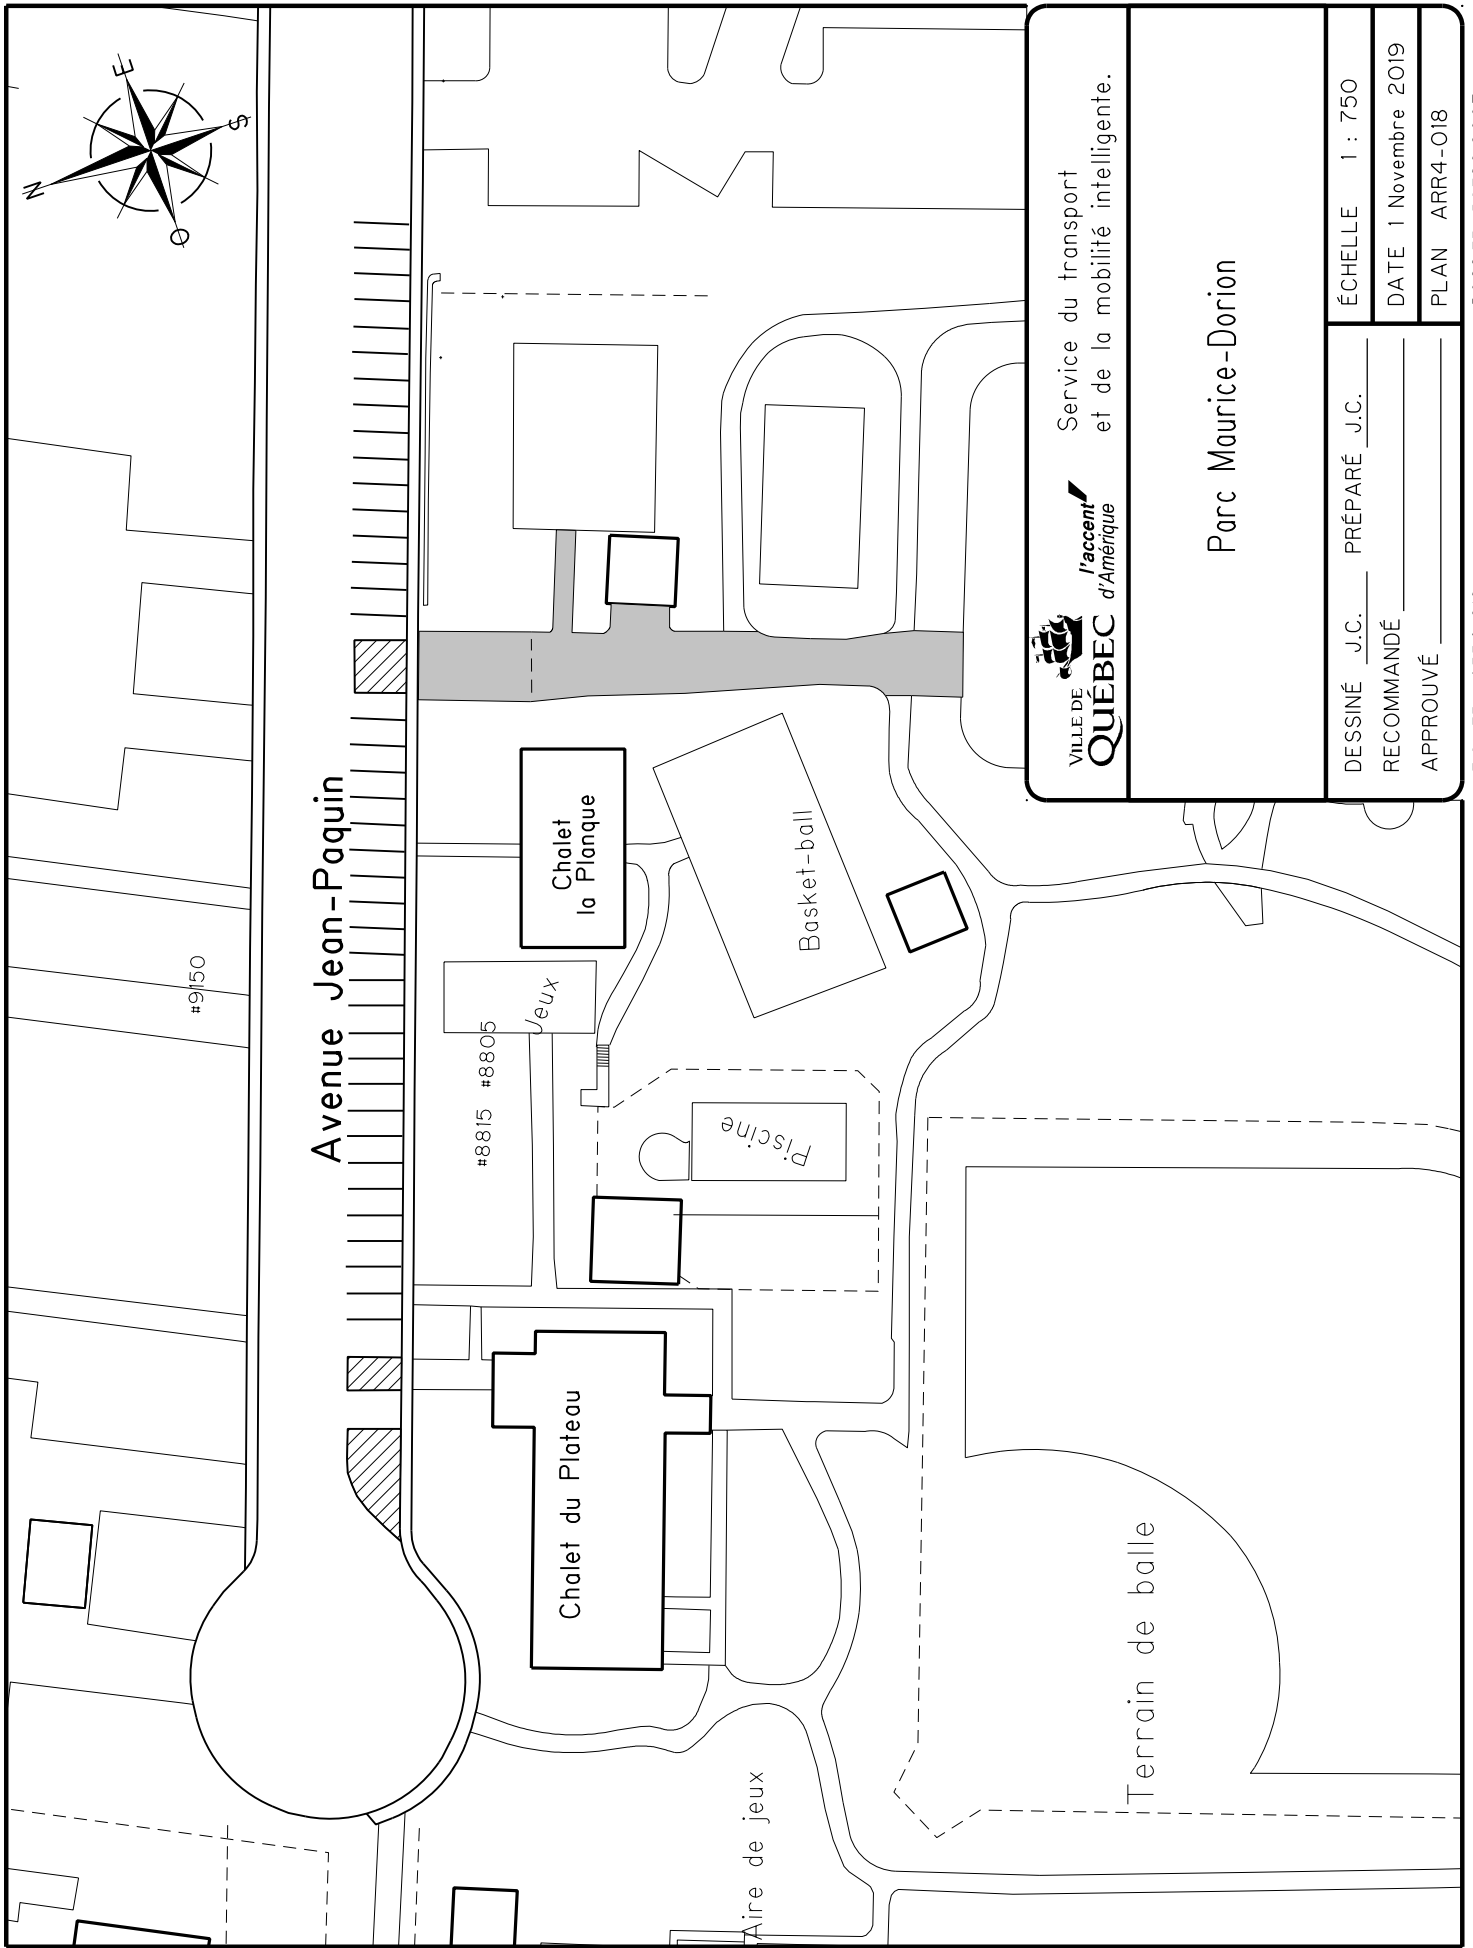 N
E
S
O
Avenue Jean-Paquin
#9150
#8815 #8805
Chalet
la Planque
Jeux
Basket-ball
Piscine
Chalet du Plateau
Terrain de balle
Aire de jeux
VILLE DE
QUÉBEC
l'accent
d'Amérique
Service du transport
et de la mobilité intelligente.
Parc Maurice-Dorion
DESSINÉ J.C. PRÉPARÉ J.C.
RECOMMANDÉ
APPROUVÉ
ÉCHELLE 1 : 750
DATE 1 Novembre 2019
PLAN ARR4-018